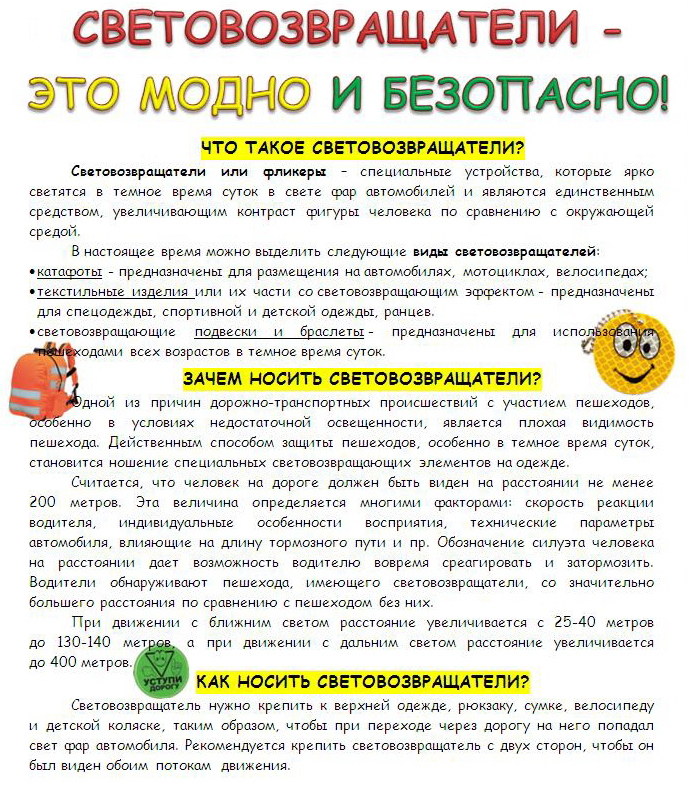 СВЕТОВОЗВРАЩАТЕЛИ -
ЭТО МОДНО И БЕЗОПАСНО!
ЧТО ТАКОЕ СВЕТОВОЗВРАЩАТЕЛИ?
Световозвращатели или фликеры – специальные устройства, которые ярко
светятся в темное время суток в свете фар автомобилей и являются единственным
средством, увеличивающим контраст фигуры человека по сравнению с окружающей
средой.
В настоящее время можно выделить следующие виды световозвращателей:
•катафоты - предназначены для размещения на автомобилях, мотоциклах, велосипедах;
•текстильные изделия или их части со световозвращающим эффектом - предназначены
для спецодежды, спортивной и детской одежды, ранцев.
•световозвращающие подвески и браслеты - предназначены для использования
пешеходами всех возрастов в темное время суток.
ЗАЧЕМ НОСИТЬ СВЕТОВОЗВРАЩАТЕЛИ?
Одной из причин дорожно-транспортных происшествий с участием пешеходов,
особенно в условиях недостаточной освещенности, является плохая видимость
пешехода. Действенным способом защиты пешеходов, особенно в темное время суток,
становится ношение специальных световозвращающих элементов на одежде.
Считается, что человек на дороге должен быть виден на расстоянии не менее
200 метров. Эта величина определяется многими факторами: скорость реакции
водителя, индивидуальные особенности восприятия, технические параметры
автомобиля, влияющие на длину тормозного пути и пр. Обозначение силуэта человека
на расстоянии дает возможность водителю вовремя среагировать и затормозить.
Водители обнаруживают пешехода, имеющего световозвращатели, со значительно
большего расстояния по сравнению с пешеходом без них.
При движении с ближним светом расстояние увеличивается с 25-40 метров
до 130-140 метров, а при движении с дальним светом расстояние увеличивается
до 400 метров.
УСТУПИ
ДОРОГУ
КАК НОСИТЬ СВЕТОВОЗВРАЩАТЕЛИ?
Световозвращатель нужно крепить к верхней одежде, рюкзаку, сумке, велосипеду
и детской коляске, таким образом, чтобы при переходе через дорогу на него попадал
свет фар автомобиля. Рекомендуется крепить световозвращатель с двух сторон, чтобы он
был виден обоим потокам движения.